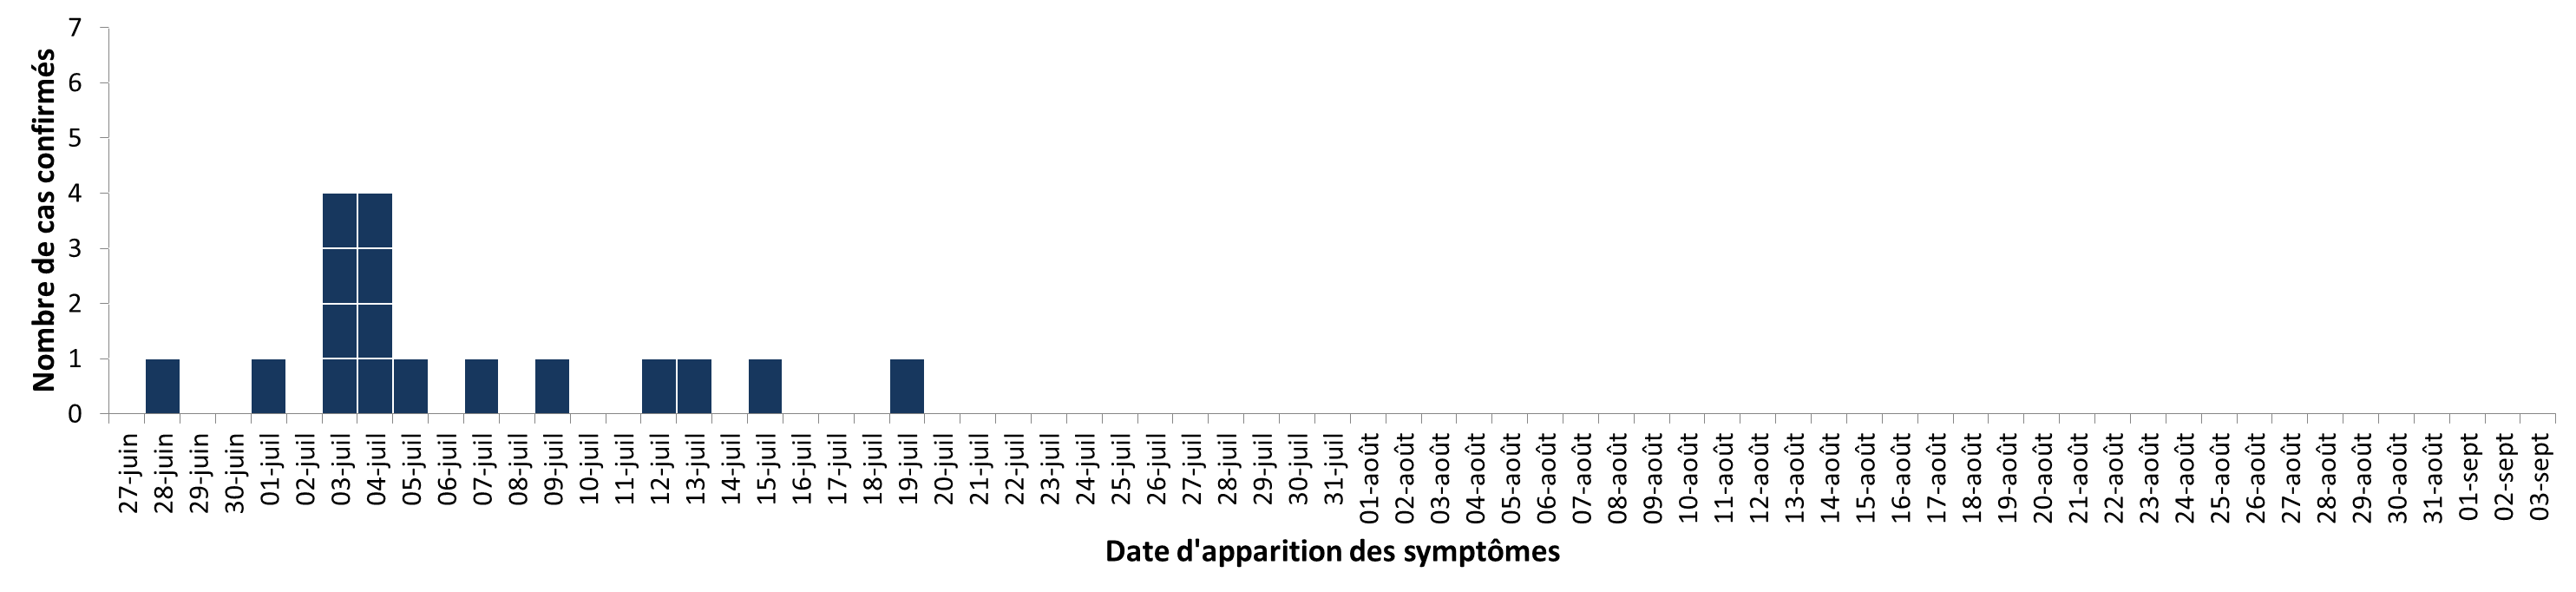 Nombre de cas confirmés
7
6
5
4
3
2
1
0
27-juin
28-juin
29-juin
30-juin
01-juil
02-juil
03-juil
04-juil
05-juil
06-juil
07-juil
08-juil
09-juil
10-juil
11-juil
12-juil
13-juil
14-juil
15-juil
16-juil
17-juil
18-juil
19-juil
20-juil
21-juil
22-juil
23-juil
24-juil
25-juil
26-juil
27-juil
28-juil
29-juil
30-juil
31-juil
01-août
02-août
03-août
04-août
05-août
06-août
07-août
08-août
09-août
10-août
11-août
12-août
13-août
14-août
15-août
16-août
17-août
18-août
19-août
20-août
21-août
22-août
23-août
24-août
25-août
26-août
27-août
28-août
29-août
30-août
31-août
01-sept
02-sept
03-sept
Date d'apparition des symptômes